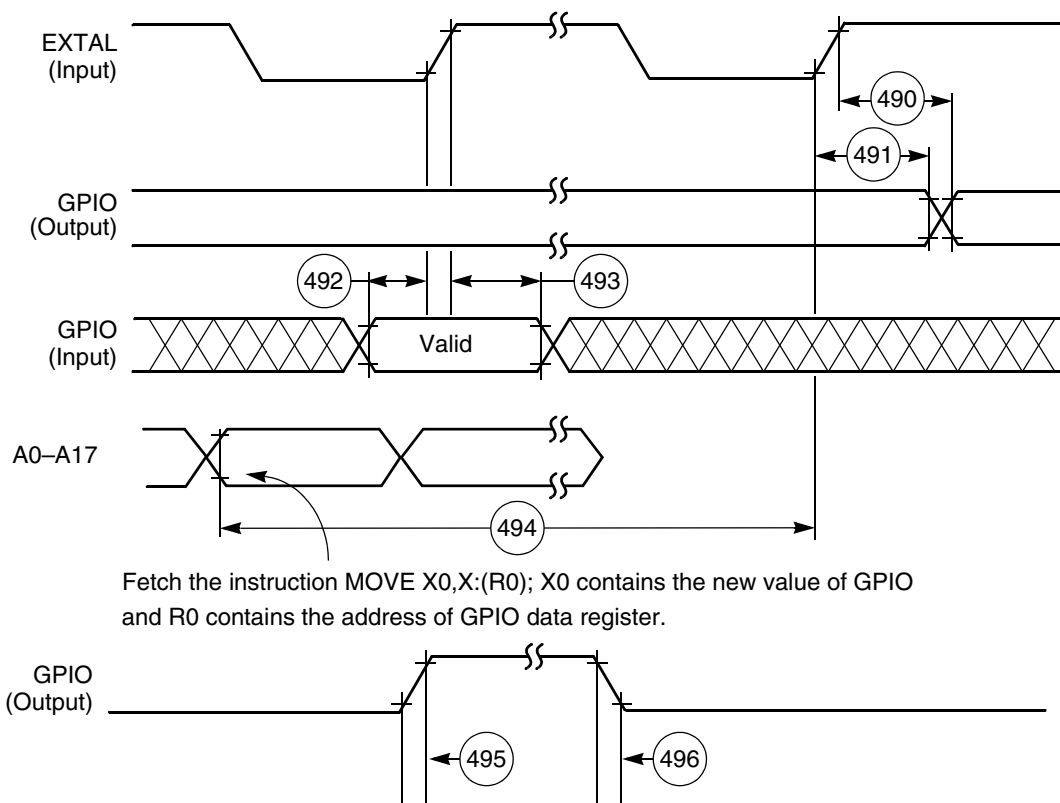 EXTAL
(Input)
490
491
GPIO
(Output)
492
493
GPIO
(Input)
Valid
A0–A17
494
Fetch the instruction MOVE X0,X:(R0); X0 contains the new value of GPIO
and R0 contains the address of GPIO data register.
GPIO
(Output)
495
496